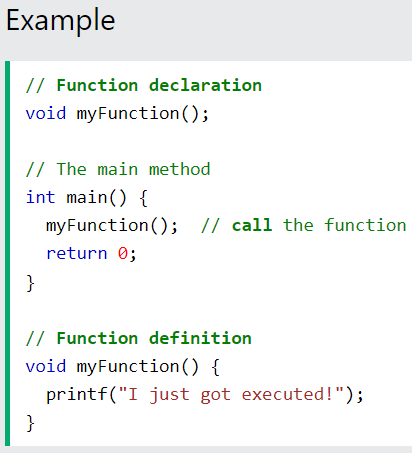 Example
// Function declaration
void myFunction();
// The main method
int main() {
  myFunction();  // call the function
  return 0;
}
// Function definition
void myFunction() {
  printf("I just got executed!");
}